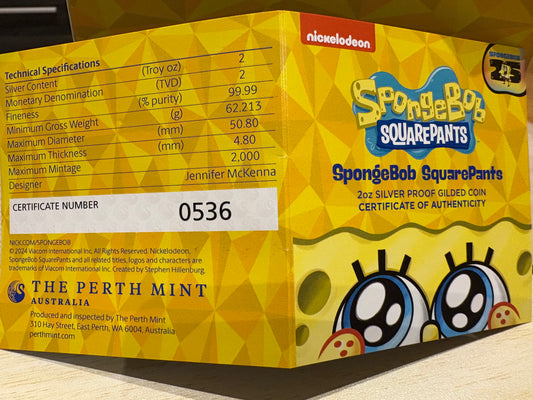 Technical Specifications
Silver Content (Troy oz) 2
Monetary Denomination (TVD) 2
Fineness (% purity) 99.99
Minimum Gross Weight (g) 62.213
Maximum Diameter (mm) 50.80
Maximum Thickness (mm) 4.80
Maximum Mintage 2,000
Designer Jennifer McKenna
CERTIFICATE NUMBER 0536
NICK.COM/SPONGEBOB
© 2024 Viacom International Inc. All Rights Reserved. Nickelodeon,
SpongeBob SquarePants and all related titles, logos and characters are
trademarks of Viacom International Inc. Created by Stephen Hillenburg.
THE PERTH MINT
AUSTRALIA
Produced and inspected by The Perth Mint
310 Hay Street, East Perth, WA 6004, Australia
perthmint.com
nickelodeon
SPONGEBOB
25
SpongeBob
SQUAREPANTS
SpongeBob SquarePants
2oz SILVER PROOF GILDED COIN
CERTIFICATE OF AUTHENTICITY